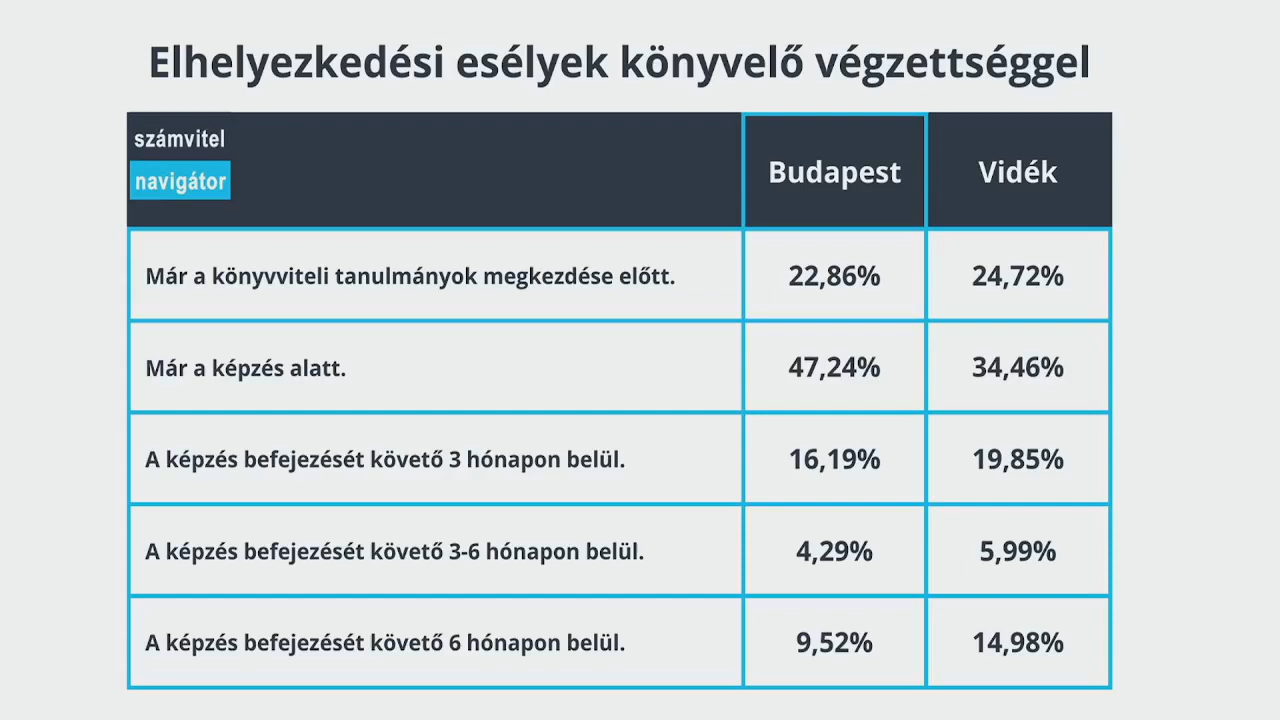 Elhelyezkedési esélyek könyvelő végzettséggel
számvitel
navigátor
Budapest Vidék
Már a könyvviteli tanulmányok megkezdése előtt. 22,86% 24,72%
Már a képzés alatt. 47,24% 34,46%
A képzés befejezését követő 3 hónapon belül. 16,19% 19,85%
A képzés befejezését követő 3-6 hónapon belül. 4,29% 5,99%
A képzés befejezését követő 6 hónapon belül. 9,52% 14,98%